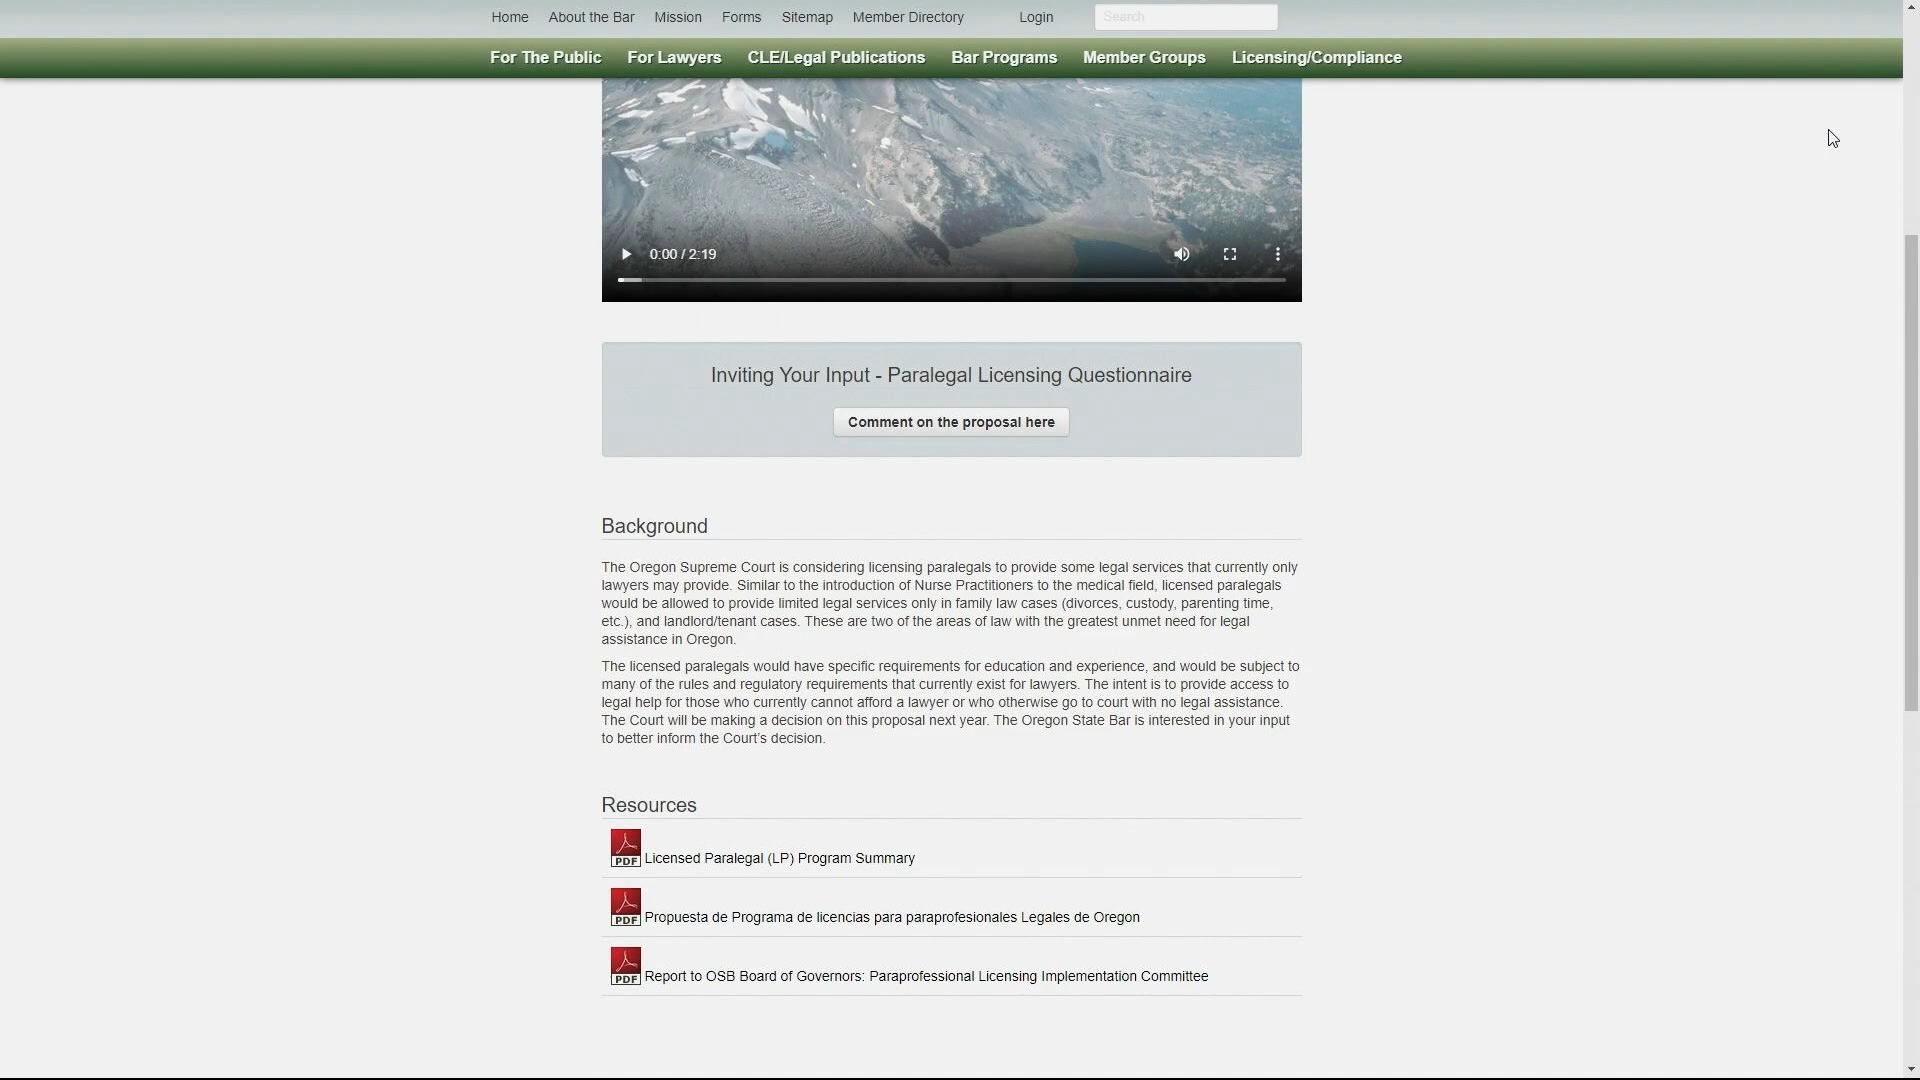 Home About the Bar Mission Forms Sitemap Member Directory Login Search
For The Public For Lawyers CLE/Legal Publications Bar Programs Member Groups Licensing/Compliance
0:00 / 2:19
Inviting Your Input - Paralegal Licensing Questionnaire
Comment on the proposal here
Background
The Oregon Supreme Court is considering licensing paralegals to provide some legal services that currently only
lawyers may provide. Similar to the introduction of Nurse Practitioners to the medical field, licensed paralegals
would be allowed to provide limited legal services only in family law cases (divorces, custody, parenting time,
etc.), and landlord/tenant cases. These are two of the areas of law with the greatest unmet need for legal
assistance in Oregon.
The licensed paralegals would have specific requirements for education and experience, and would be subject to
many of the rules and regulatory requirements that currently exist for lawyers. The intent is to provide access to
legal help for those who currently cannot afford a lawyer or who otherwise go to court with no legal assistance.
The Court will be making a decision on this proposal next year. The Oregon State Bar is interested in your input
to better inform the Court's decision.
Resources
PDF Licensed Paralegal (LP) Program Summary
PDF Propuesta de Programa de licencias para paraprofesionales Legales de Oregon
PDF Report to OSB Board of Governors: Paraprofessional Licensing Implementation Committee